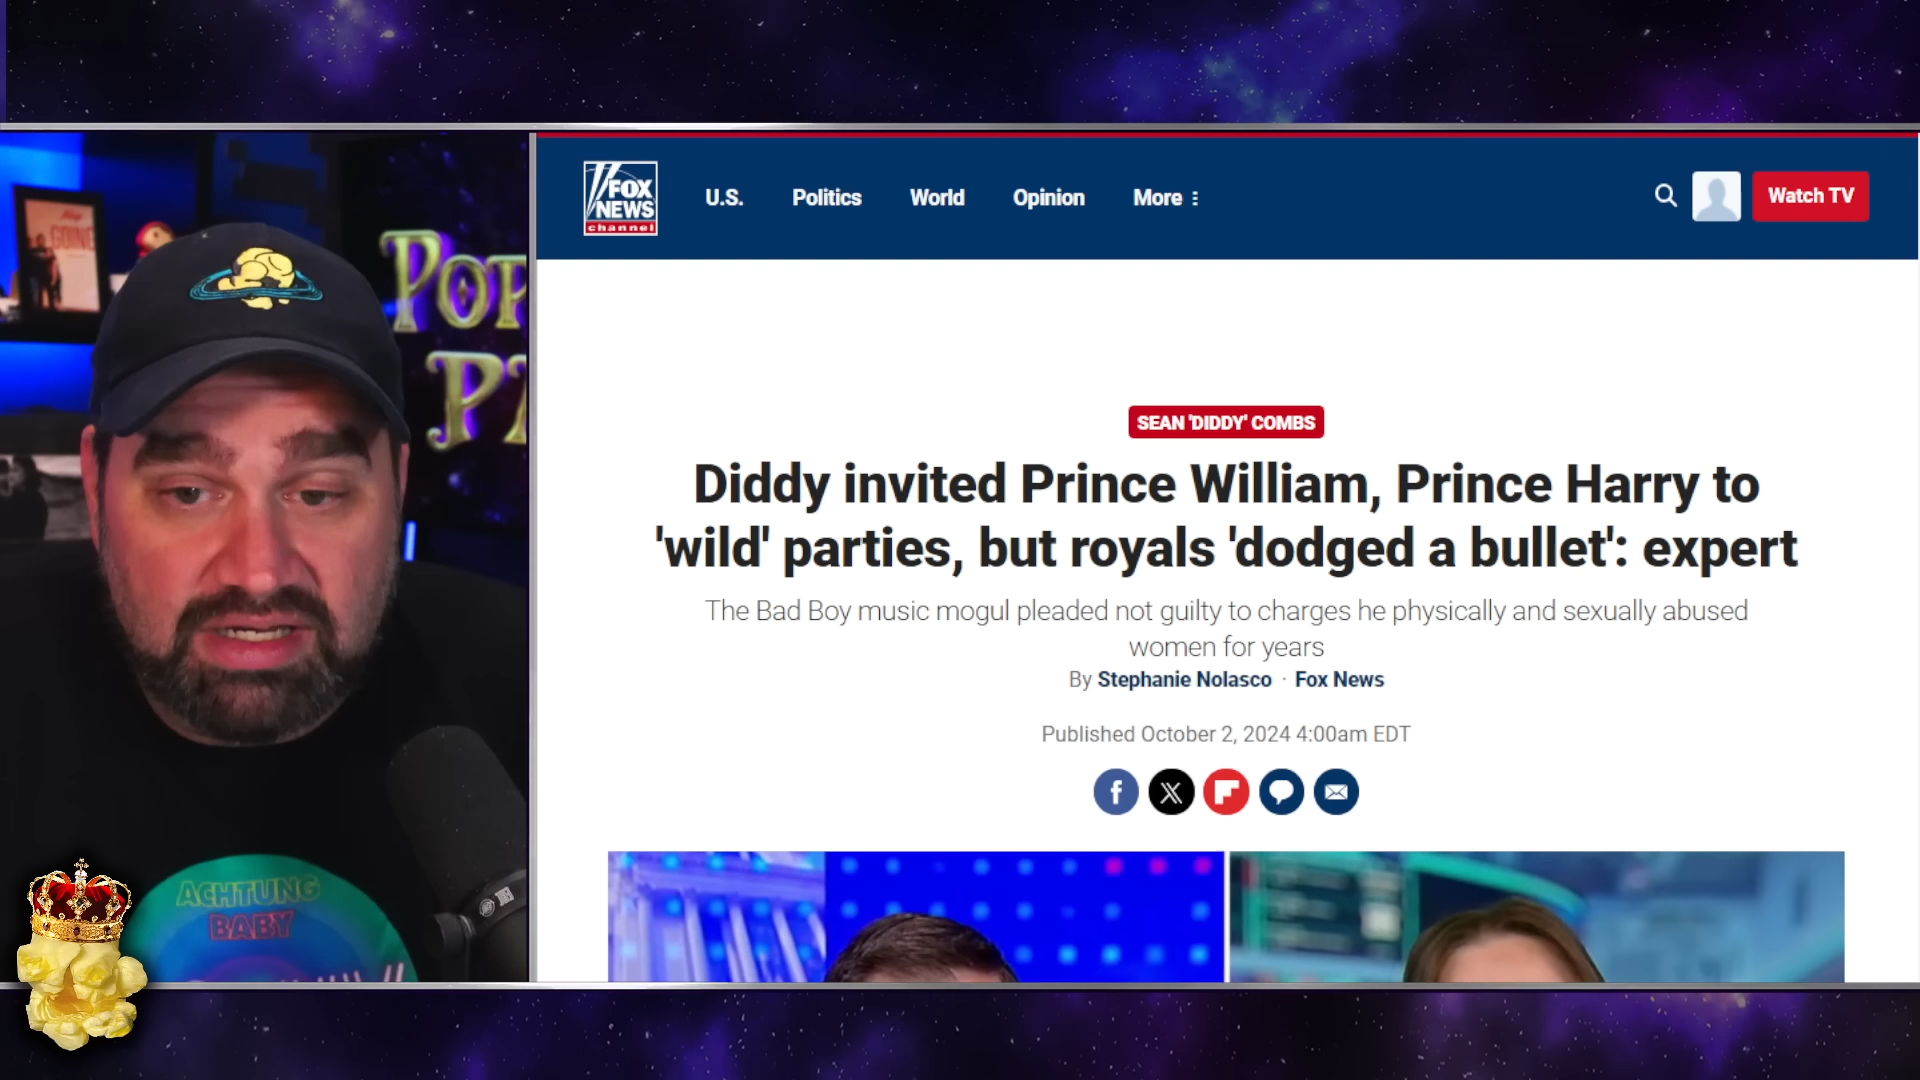 GOING
POP
P
ACHTUNG
BABY
FOX
NEWS
channel
U.S.
Politics
World
Opinion
More
Watch TV
SEAN 'DIDDY' COMBS
Diddy invited Prince William, Prince Harry to
'wild' parties, but royals 'dodged a bullet': expert
The Bad Boy music mogul pleaded not guilty to charges he physically and sexually abused
women for years
By Stephanie Nolasco · Fox News
Published October 2, 2024 4:00am EDT